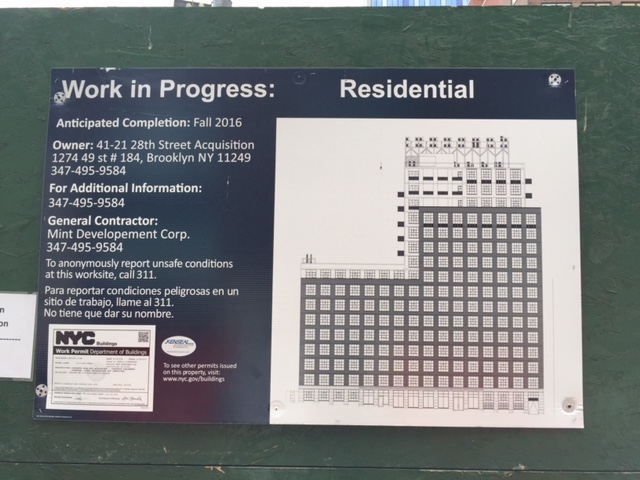 Work in Progress: Residential
Anticipated Completion: Fall 2016
Owner: 41-21 28th Street Acquisition
1274 49 st # 184, Brooklyn NY 11249
347-495-9584
For Additional Information:
347-495-9584
General Contractor:
Mint Developement Corp.
347-495-9584
To anonymously report unsafe conditions
at this worksite, call 311.
Para reportar condiciones peligrosas en un
sitio de trabajo, llame al 311.
No tiene que dar su nombre.
NYC Buildings
Work Permit Department of Buildings
KENSEAL
To see other permits issued
on this property, visit:
www.nyc.gov/buildings